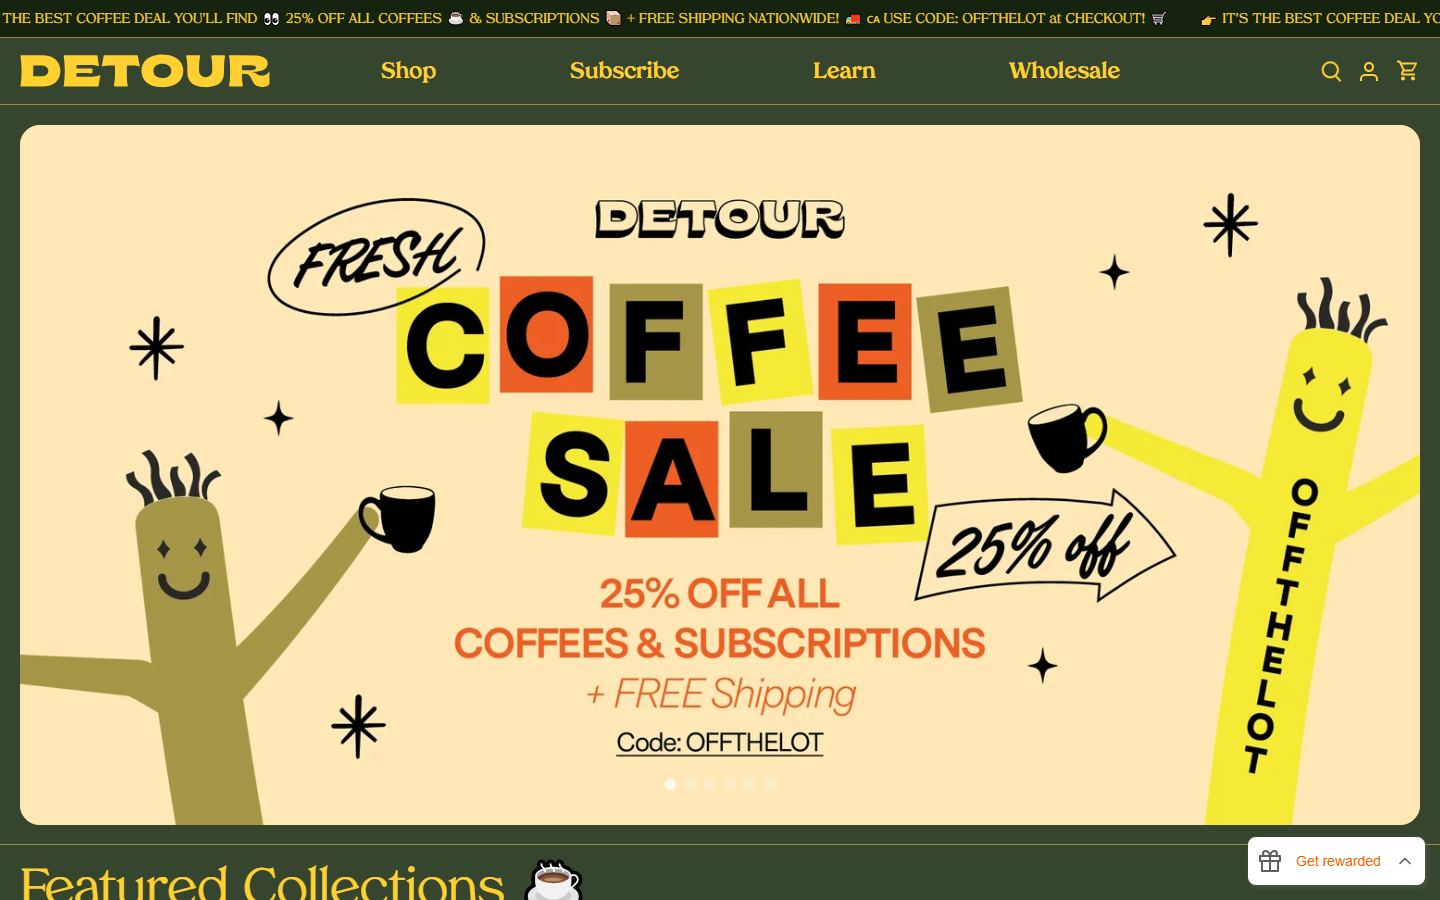 THE BEST COFFEE DEAL YOU'LL FIND 👀 25% OFF ALL COFFEES ☕ & SUBSCRIPTIONS 📦 + FREE SHIPPING NATIONWIDE! 🚚 CA USE CODE: OFFTHELOT at CHECKOUT! 🛒 👉 IT'S THE BEST COFFEE DEAL YO
DETOUR
Shop
Subscribe
Learn
Wholesale
DETOUR
FRESH
COFFEE
SALE
25% off
25% OFF ALL
COFFEES & SUBSCRIPTIONS
+ FREE Shipping
Code: OFFTHELOT
OFFTHELOT
Get rewarded
Featured Collections